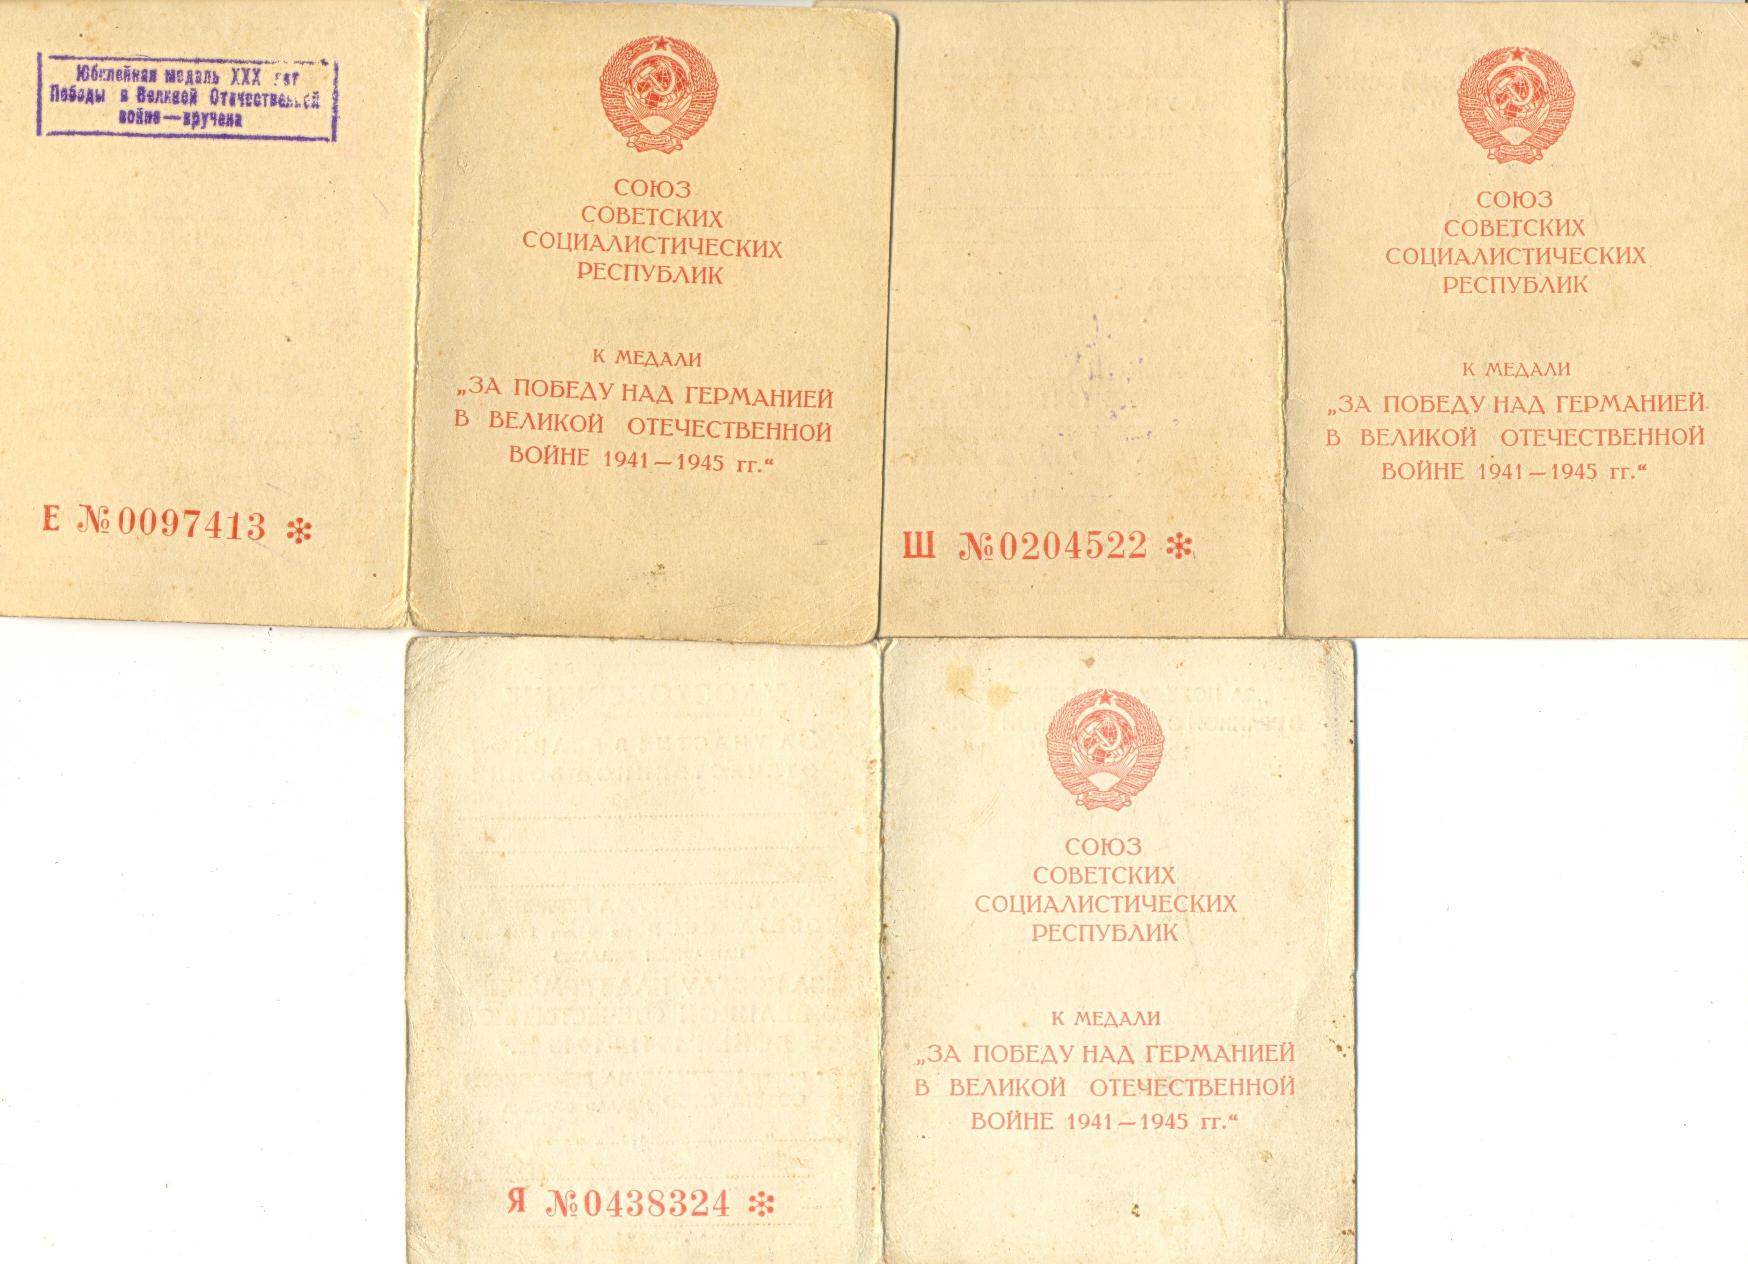 Юбилейная медаль XXX лет
Победы в Великой Отечественной
войне—вручена
Е №0097413
СОЮЗ
СОВЕТСКИХ
СОЦИАЛИСТИЧЕСКИХ
РЕСПУБЛИК
К МЕДАЛИ
„ЗА ПОБЕДУ НАД ГЕРМАНИЕЙ
В ВЕЛИКОЙ ОТЕЧЕСТВЕННОЙ
ВОЙНЕ 1941—1945 гг.“
Ш №0204522
СОЮЗ
СОВЕТСКИХ
СОЦИАЛИСТИЧЕСКИХ
РЕСПУБЛИК
К МЕДАЛИ
„ЗА ПОБЕДУ НАД ГЕРМАНИЕЙ
В ВЕЛИКОЙ ОТЕЧЕСТВЕННОЙ
ВОЙНЕ 1941—1945 гг.“
Я №0438324
СОЮЗ
СОВЕТСКИХ
СОЦИАЛИСТИЧЕСКИХ
РЕСПУБЛИК
К МЕДАЛИ
„ЗА ПОБЕДУ НАД ГЕРМАНИЕЙ
В ВЕЛИКОЙ ОТЕЧЕСТВЕННОЙ
ВОЙНЕ 1941—1945 гг.“